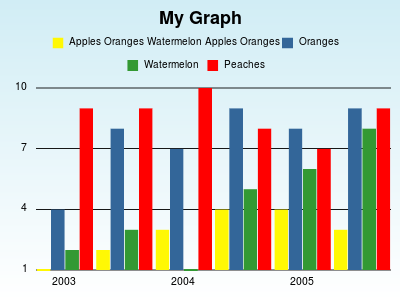 My Graph
Apples Oranges Watermelon Apples Oranges Oranges
Watermelon Peaches
10
7
4
1
2003 2004 2005